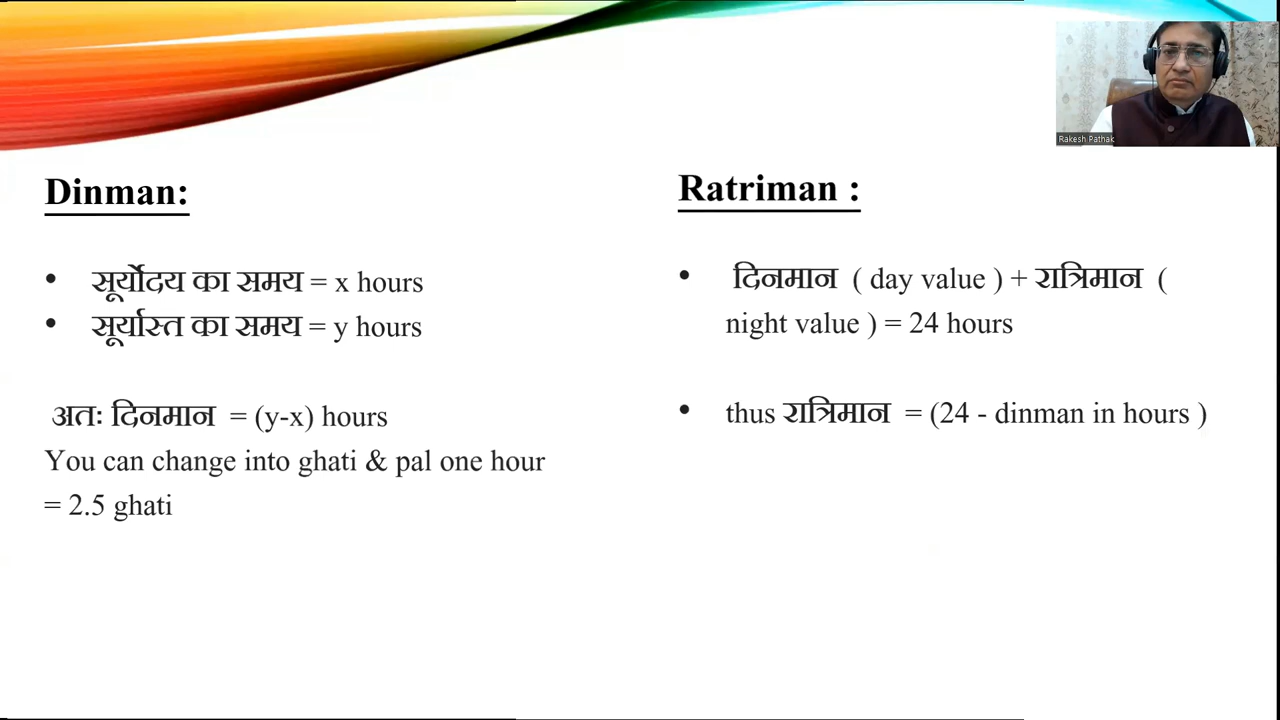 Rakesh Pathak
Dinman:
• सूर्योदय का समय = x hours
• सूर्यास्त का समय = y hours
अतः दिनमान = (y-x) hours
You can change into ghati & pal one hour
= 2.5 ghati
Ratriman :
• दिनमान ( day value ) + रात्रिमान (
night value ) = 24 hours
• thus रात्रिमान = (24 - dinman in hours )